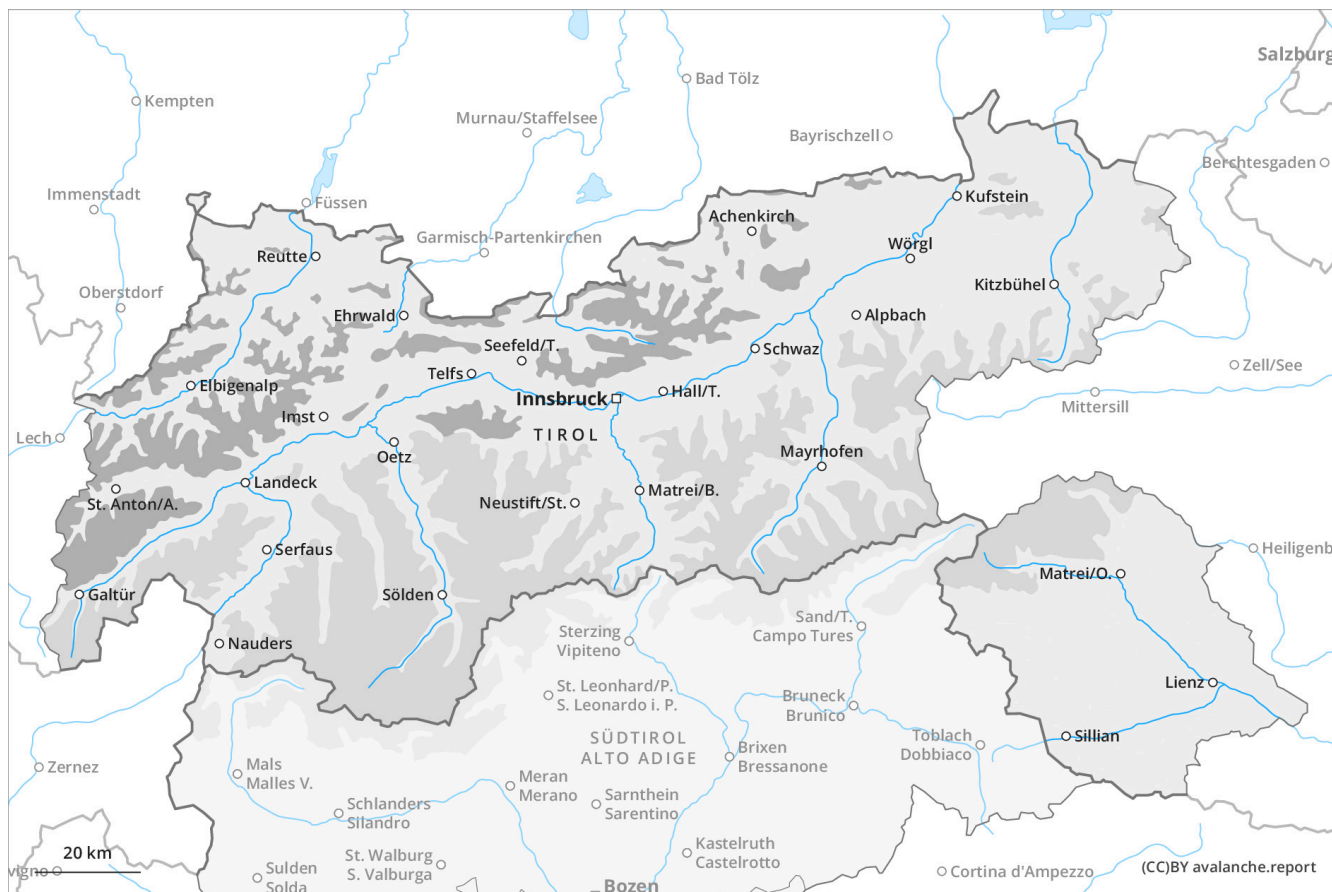 Salzburg
Kempten
Bad Tölz
Murnau/Staffelsee
Bayrischzell
Berchtesgaden
Immenstadt
Füssen
Kufstein
Achenkirch
Garmisch-Partenkirchen
Wörgl
Reutte
Oberstdorf
Kitzbühel
Ehrwald
Alpbach
Seefeld/T.
Schwaz
Zell/See
Telfs
Elbigenalp
Innsbruck
Hall/T.
Mittersill
Imst
Lech
TIROL
Oetz
Mayrhofen
Landeck
Matrei/B.
St. Anton/A.
Neustift/St.
Serfaus
Heiligenb
Matrei/O.
Galtür
Sölden
Sand/T.
Campo Tures
Sterzing
Vipiteno
Nauders
St. Leonhard/P.
S. Leonardo i. P.
Lienz
Bruneck
Brunico
SÜDTIROL
ALTO ADIGE
Toblach
Dobbiaco
Sillian
Brixen
Bressanone
Zernez
Mals
Malles V.
Meran
Merano
Schlanders
Silandro
Sarnthein
Sarentino
Kastelruth
Castelrotto
20 km
St. Walburg
S. Valburga
vigno
Sulden
Solda
Cortina d'Ampezzo
(CC)BY avalanche.report
Bozen